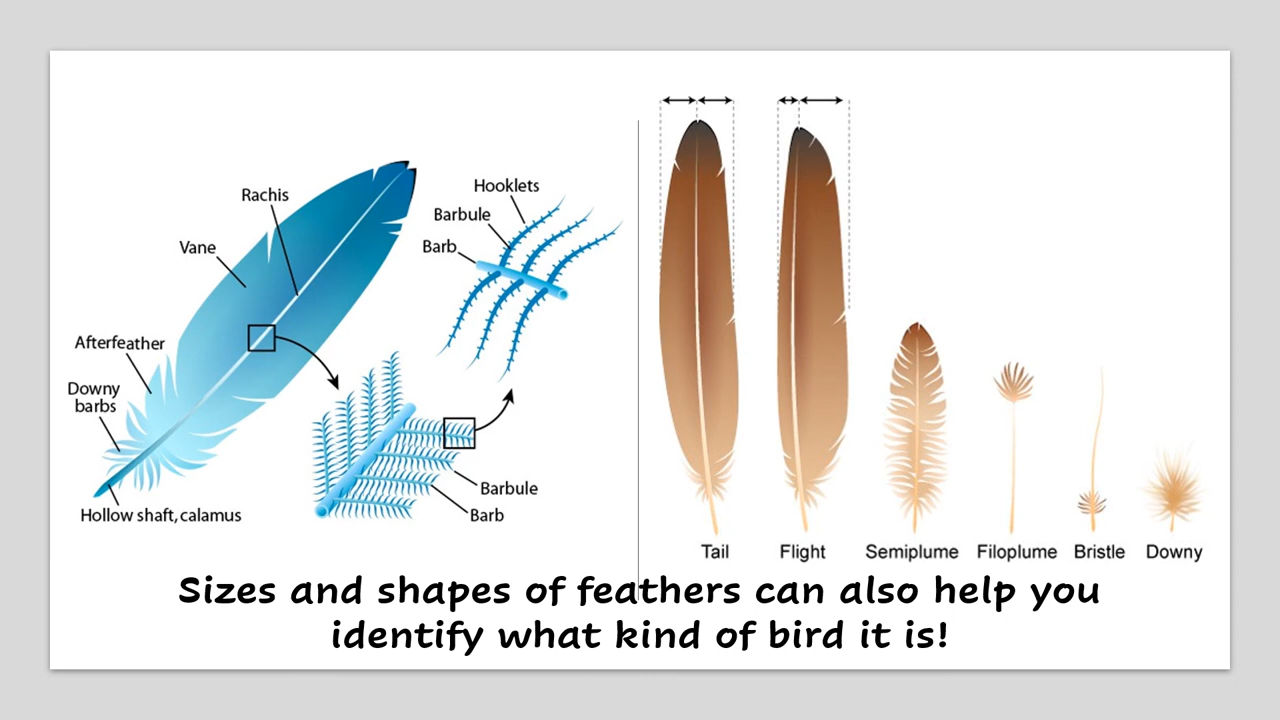 Rachis
Vane
Afterfeather
Downy
barbs
Hollow shaft, calamus
Hooklets
Barbule
Barb
Barbule
Barb
Tail
Flight
Semiplume
Filoplume
Bristle
Downy
Sizes and shapes of feathers can also help you
identify what kind of bird it is!